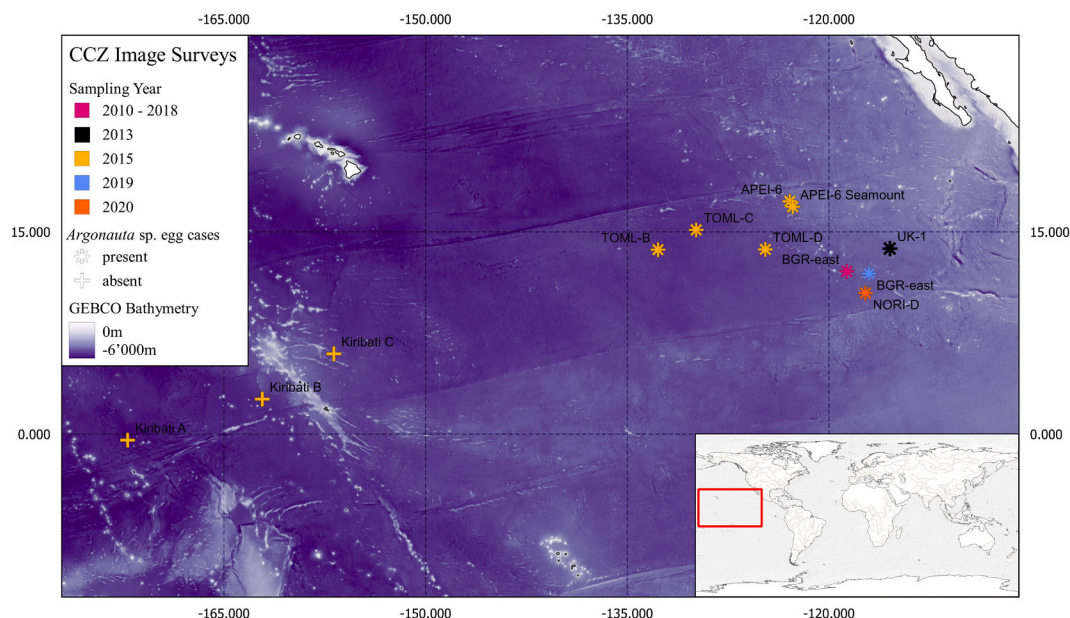 -165.000 -150.000 -135.000 -120.000
CCZ Image Surveys
Sampling Year
2010 - 2018
2013
2015
2019
2020
Argonauta sp. egg cases
present
absent
GEBCO Bathymetry
0m
-6’000m
APEI-6
APEI-6 Seamount
TOML-C
15.000 15.000
TOML-B
TOML-D
UK-1
BGR-east
BGR-east
NORI-D
Kiribati C
Kiribati B
Kiribati A
0.000 0.000
-165.000 -150.000 -135.000 -120.000